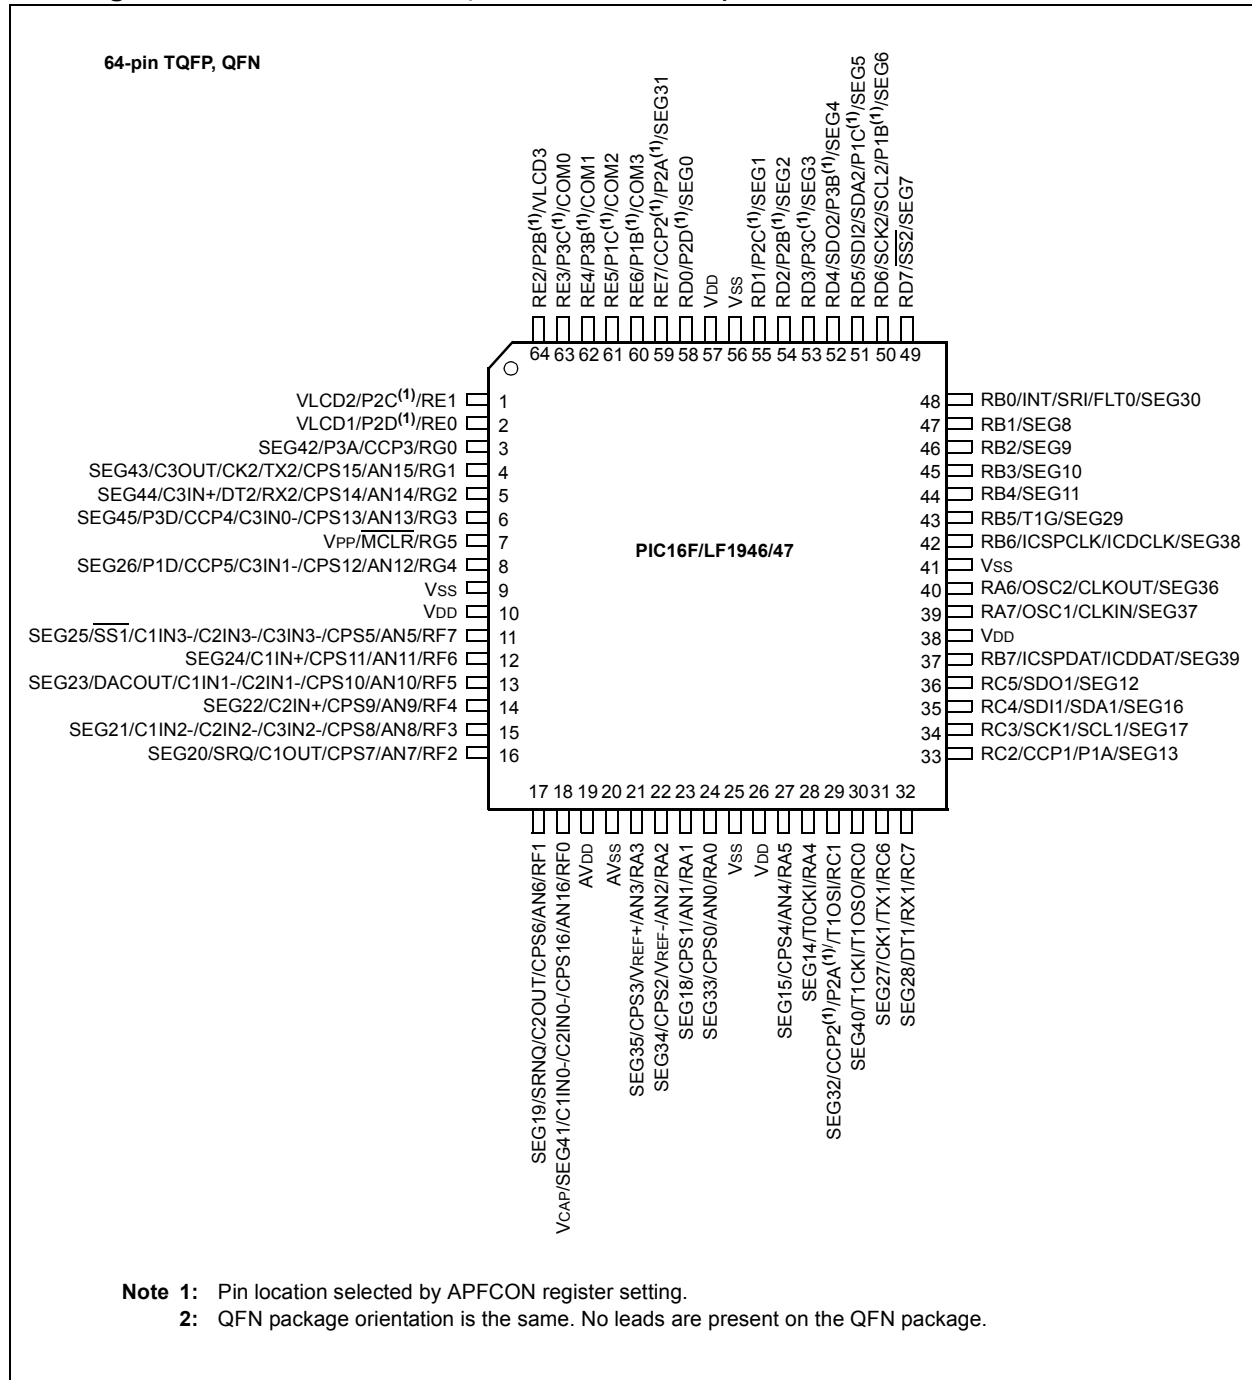 64-pin TQFP, QFN
RE2/P2B(1)/VLCD3
RE3/P3C(1)/COM0
RE4/P3B(1)/COM1
RE5/P1C(1)/COM2
RE6/P1B(1)/COM3
RE7/CCP2(1)/P2A(1)/SEG31
RD0/P2D(1)/SEG0
VDD
VSS
RD1/P2C(1)/SEG1
RD2/P2B(1)/SEG2
RD3/P3C(1)/SEG3
RD4/SDO2/P3B(1)/SEG4
RD5/SDI2/SDA2/P1C(1)/SEG5
RD6/SCK2/SCL2/P1B(1)/SEG6
RD7/SS2/SEG7
64 63 62 61 60 59 58 57 56 55 54 53 52 51 50 49
VLCD2/P2C(1)/RE1 1
VLCD1/P2D(1)/RE0 2
SEG42/P3A/CCP3/RG0 3
SEG43/C3OUT/CK2/TX2/CPS15/AN15/RG1 4
SEG44/C3IN+/DT2/RX2/CPS14/AN14/RG2 5
SEG45/P3D/CCP4/C3IN0-/CPS13/AN13/RG3 6
VPP/MCLR/RG5 7
SEG26/P1D/CCP5/C3IN1-/CPS12/AN12/RG4 8
VSS 9
VDD 10
SEG25/SS1/C1IN3-/C2IN3-/C3IN3-/CPS5/AN5/RF7 11
SEG24/C1IN+/CPS11/AN11/RF6 12
SEG23/DACOUT/C1IN1-/C2IN1-/CPS10/AN10/RF5 13
SEG22/C2IN+/CPS9/AN9/RF4 14
SEG21/C1IN2-/C2IN2-/C3IN2-/CPS8/AN8/RF3 15
SEG20/SRQ/C1OUT/CPS7/AN7/RF2 16
PIC16F/LF1946/47
48 RB0/INT/SRI/FLT0/SEG30
47 RB1/SEG8
46 RB2/SEG9
45 RB3/SEG10
44 RB4/SEG11
43 RB5/T1G/SEG29
42 RB6/ICSPCLK/ICDCLK/SEG38
41 VSS
40 RA6/OSC2/CLKOUT/SEG36
39 RA7/OSC1/CLKIN/SEG37
38 VDD
37 RB7/ICSPDAT/ICDDAT/SEG39
36 RC5/SDO1/SEG12
35 RC4/SDI1/SDA1/SEG16
34 RC3/SCK1/SCL1/SEG17
33 RC2/CCP1/P1A/SEG13
17 18 19 20 21 22 23 24 25 26 27 28 29 30 31 32
SEG19/SRNQ/C2OUT/CPS6/AN6/RF1
VCAP/SEG41/C1IN0-/C2IN0-/CPS16/AN16/RF0
AVDD
AVSS
SEG35/CPS3/VREF+/AN3/RA3
SEG34/CPS2/VREF-/AN2/RA2
SEG18/CPS1/AN1/RA1
SEG33/CPS0/AN0/RA0
VSS
VDD
SEG15/CPS4/AN4/RA5
SEG14/T0CKI/RA4
SEG32/CCP2(1)/P2A(1)/T1OSI/RC1
SEG40/T1CKI/T1OSO/RC0
SEG27/CK1/TX1/RC6
SEG28/DT1/RX1/RC7
Note 1: Pin location selected by APFCON register setting.
2: QFN package orientation is the same. No leads are present on the QFN package.